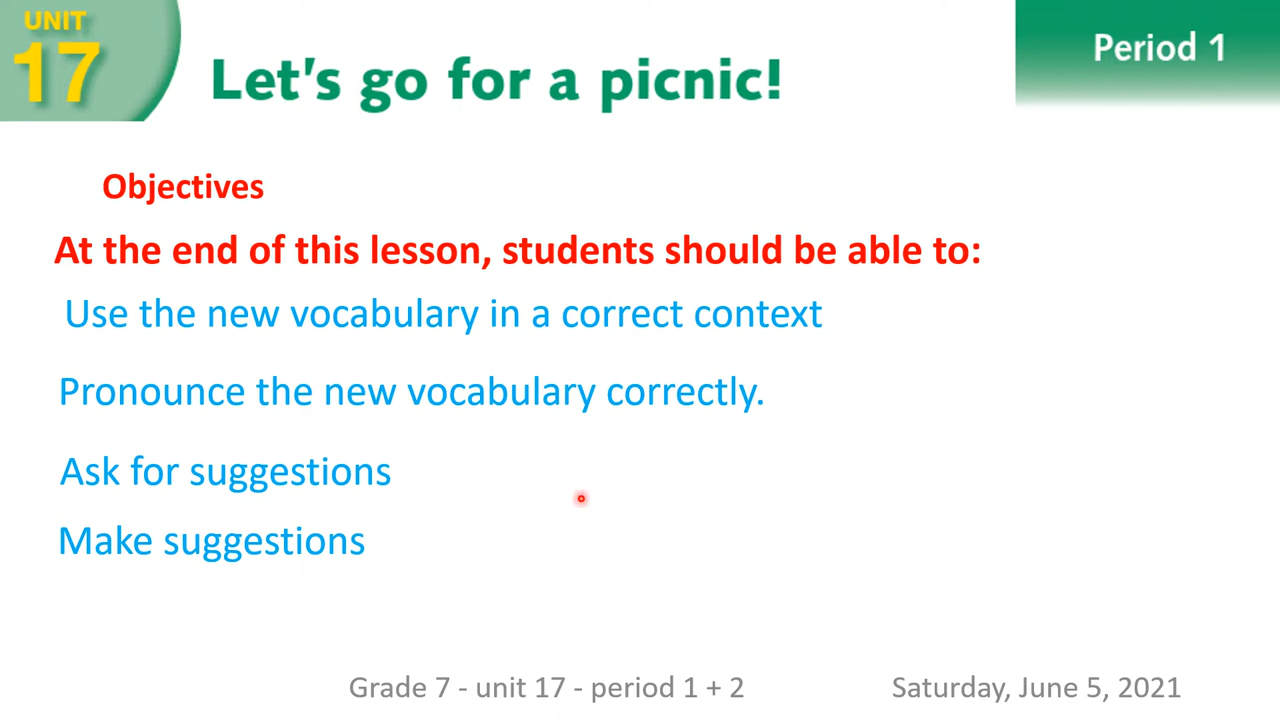 UNIT
17
Let's go for a picnic!
Period 1
Objectives
At the end of this lesson, students should be able to:
Use the new vocabulary in a correct context
Pronounce the new vocabulary correctly.
Ask for suggestions
Make suggestions
Grade 7 - unit 17 - period 1 + 2
Saturday, June 5, 2021